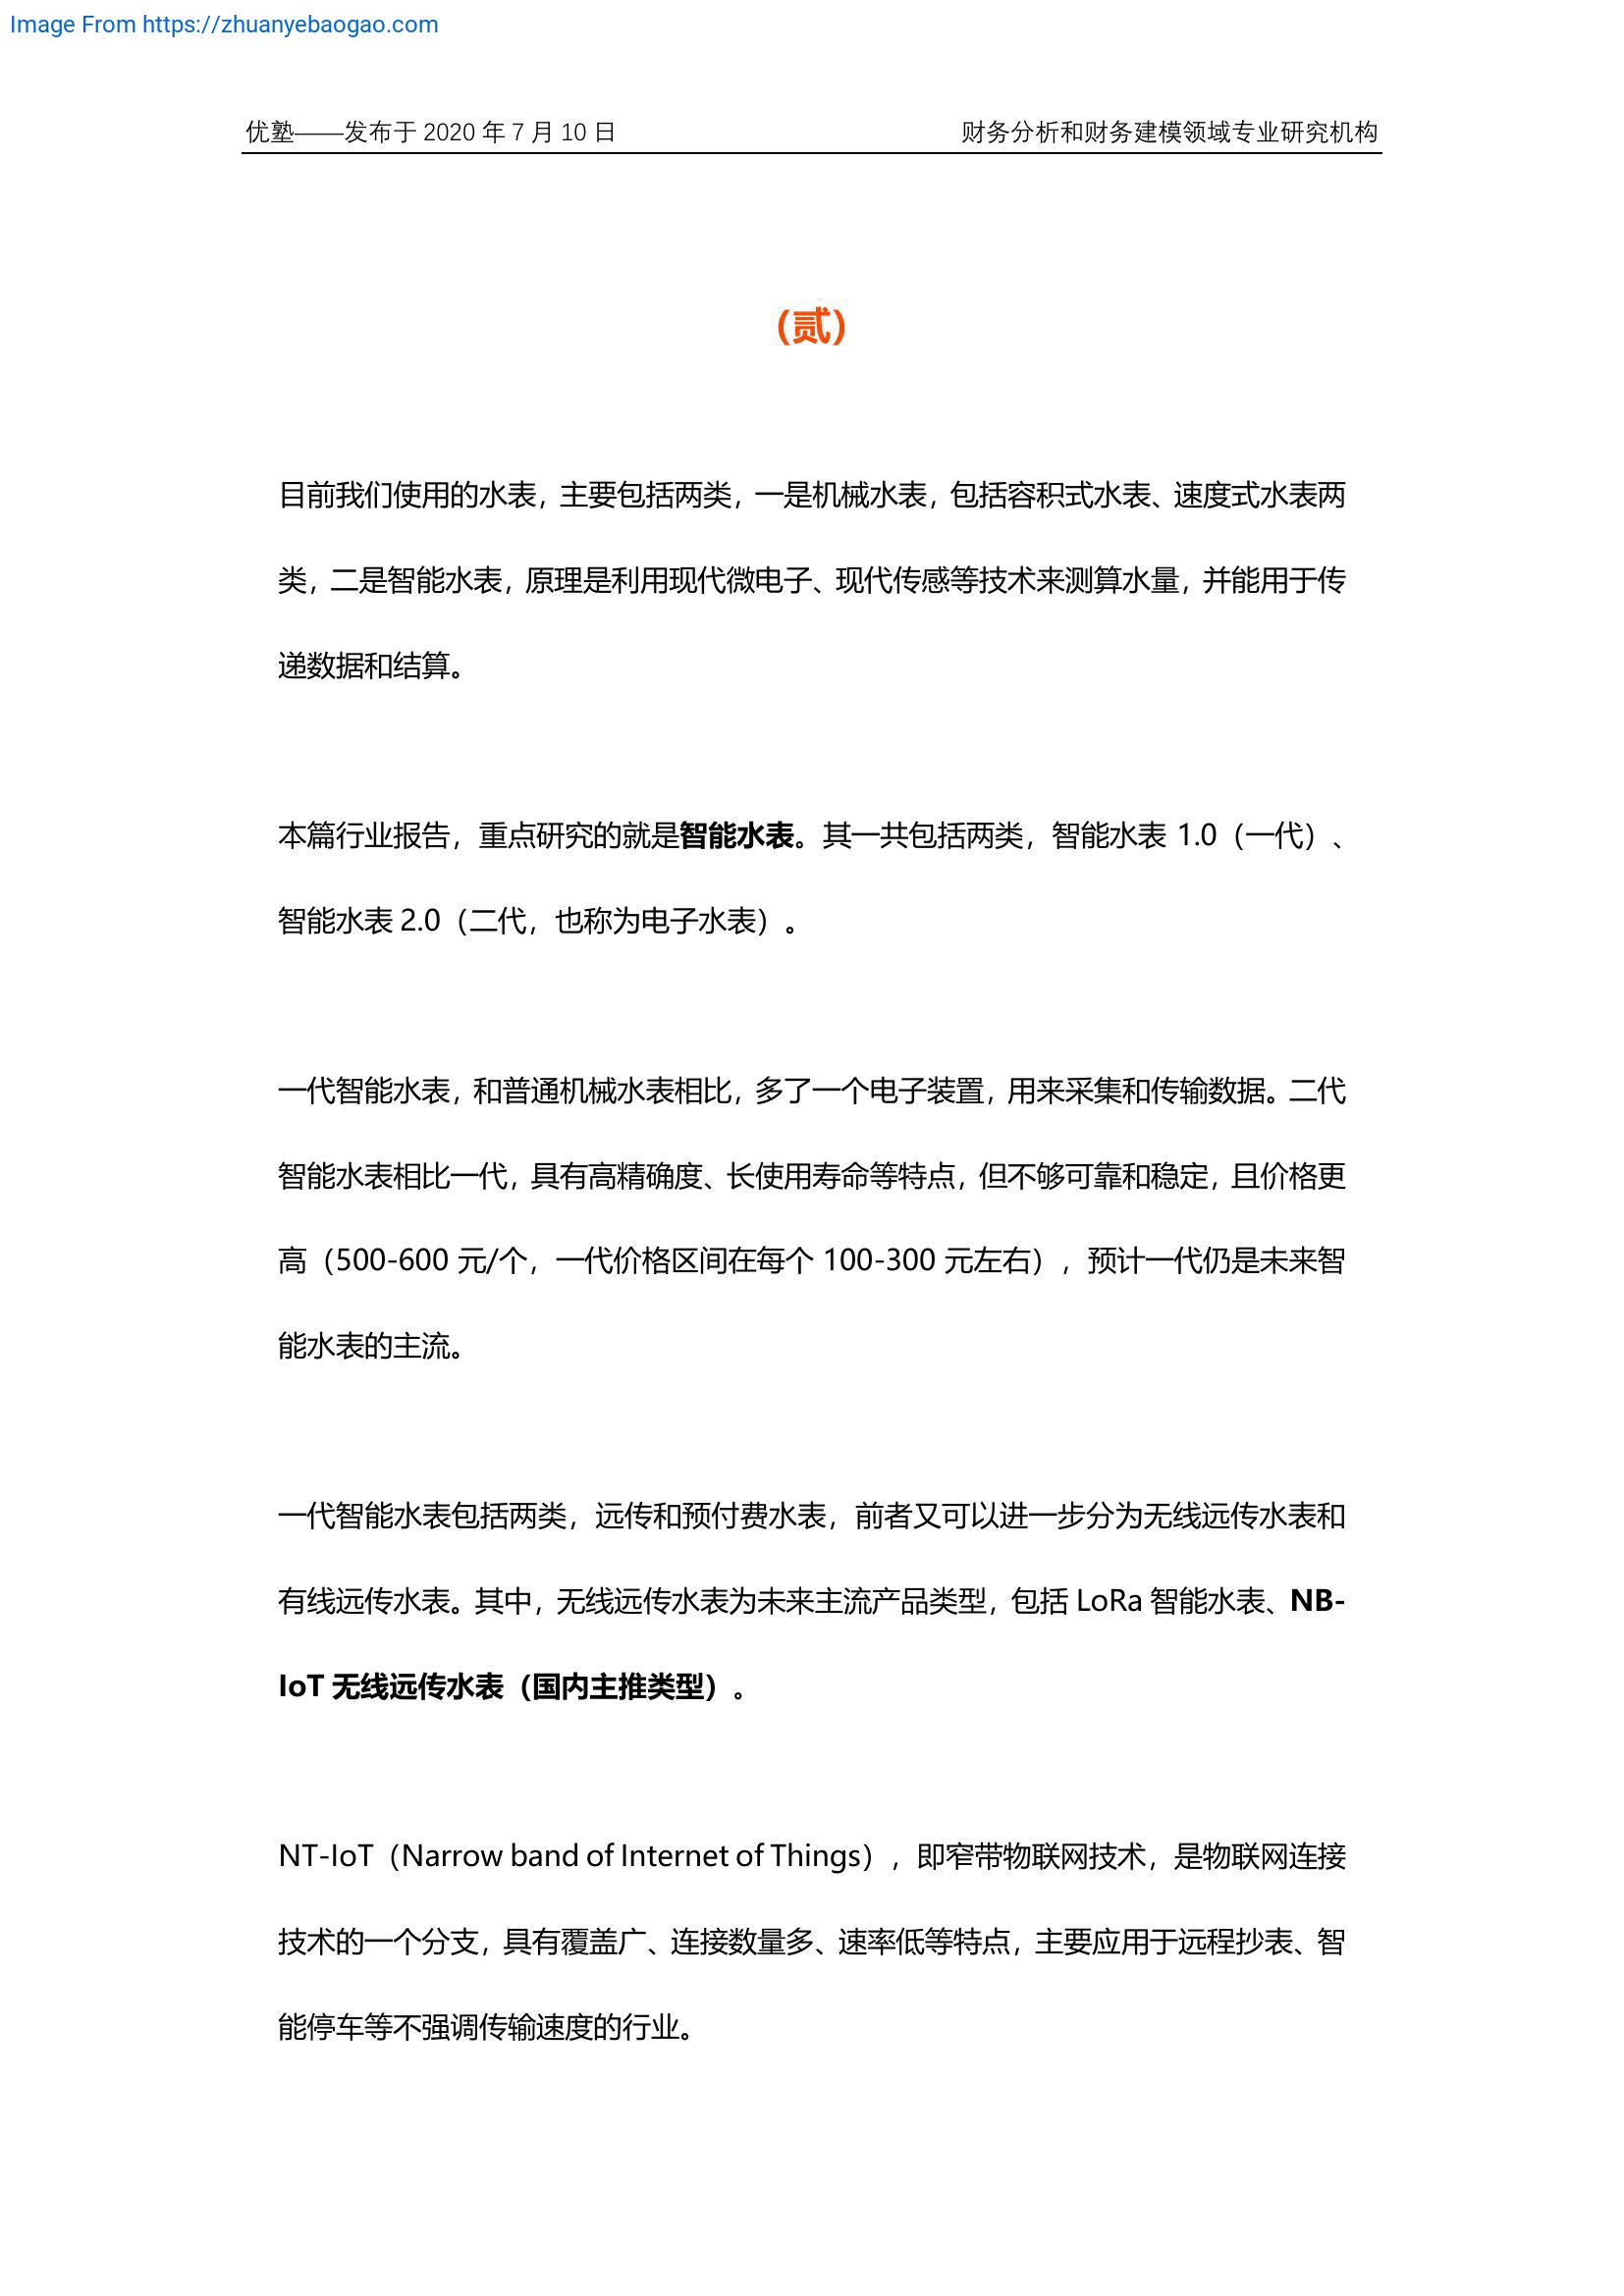 Image From https://zhuanyebaogao.com
优塾——发布于 2020 年 7 月 10 日
财务分析和财务建模领域专业研究机构
(贰)
目前我们使用的水表，主要包括两类，一是机械水表，包括容积式水表、速度式水表两
类，二是智能水表，原理是利用现代微电子、现代传感等技术来测算水量，并能用于传
递数据和结算。
本篇行业报告，重点研究的就是智能水表。其一共包括两类，智能水表 1.0（一代）、
智能水表 2.0（二代，也称为电子水表）。
一代智能水表，和普通机械水表相比，多了一个电子装置，用来采集和传输数据。二代
智能水表相比一代，具有高精确度、长使用寿命等特点，但不够可靠和稳定，且价格更
高（500-600 元/个，一代价格区间在每个 100-300 元左右），预计一代仍是未来智
能水表的主流。
一代智能水表包括两类，远传和预付费水表，前者又可以进一步分为无线远传水表和
有线远传水表。其中，无线远传水表为未来主流产品类型，包括 LoRa 智能水表、NB-
IoT 无线远传水表（国内主推类型）。
NT-IoT（Narrow band of Internet of Things），即窄带物联网技术，是物联网连接
技术的一个分支，具有覆盖广、连接数量多、速率低等特点，主要应用于远程抄表、智
能停车等不强调传输速度的行业。